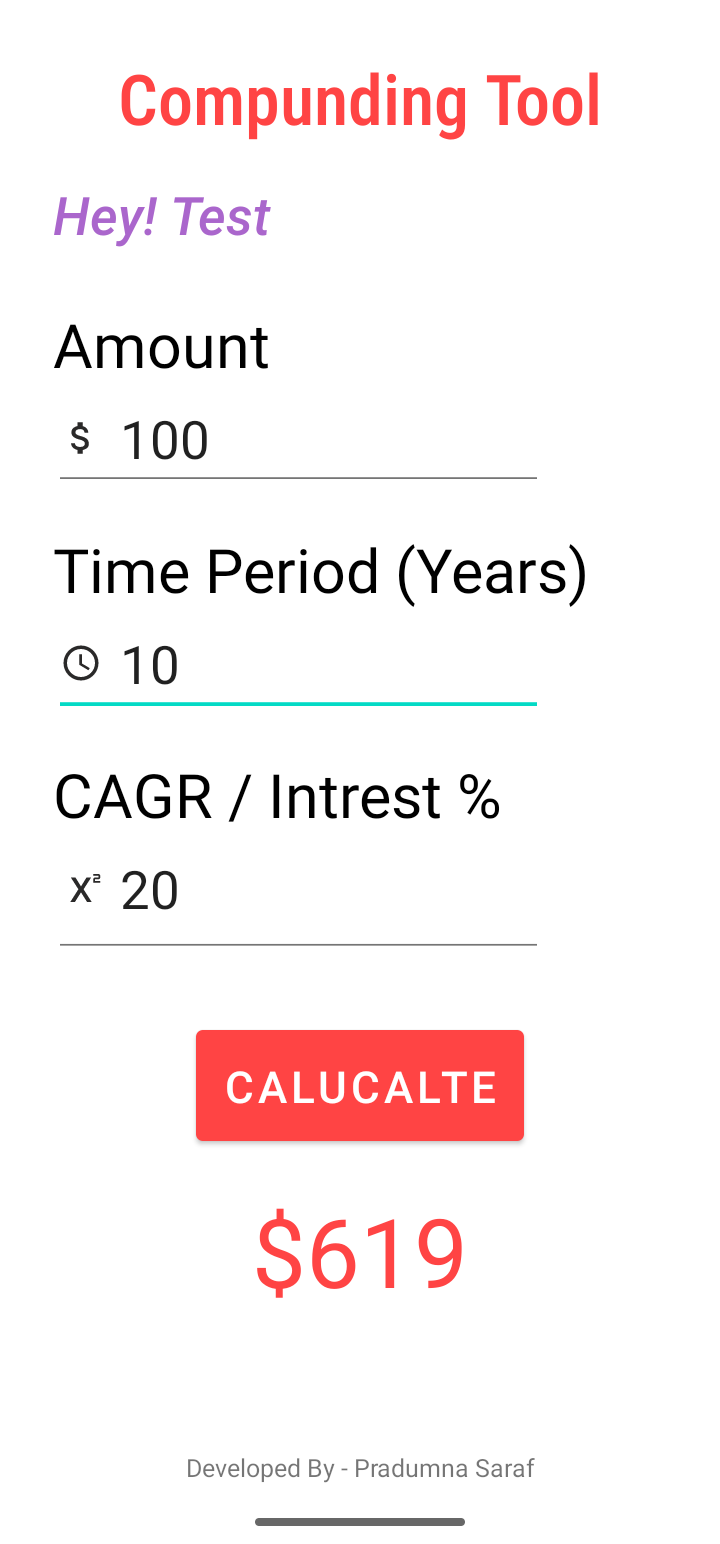 Compunding Tool
Hey! Test
Amount
$ 100
Time Period (Years)
10
CAGR / Intrest %
x² 20
CALUCALTE
$619
Developed By - Pradumna Saraf